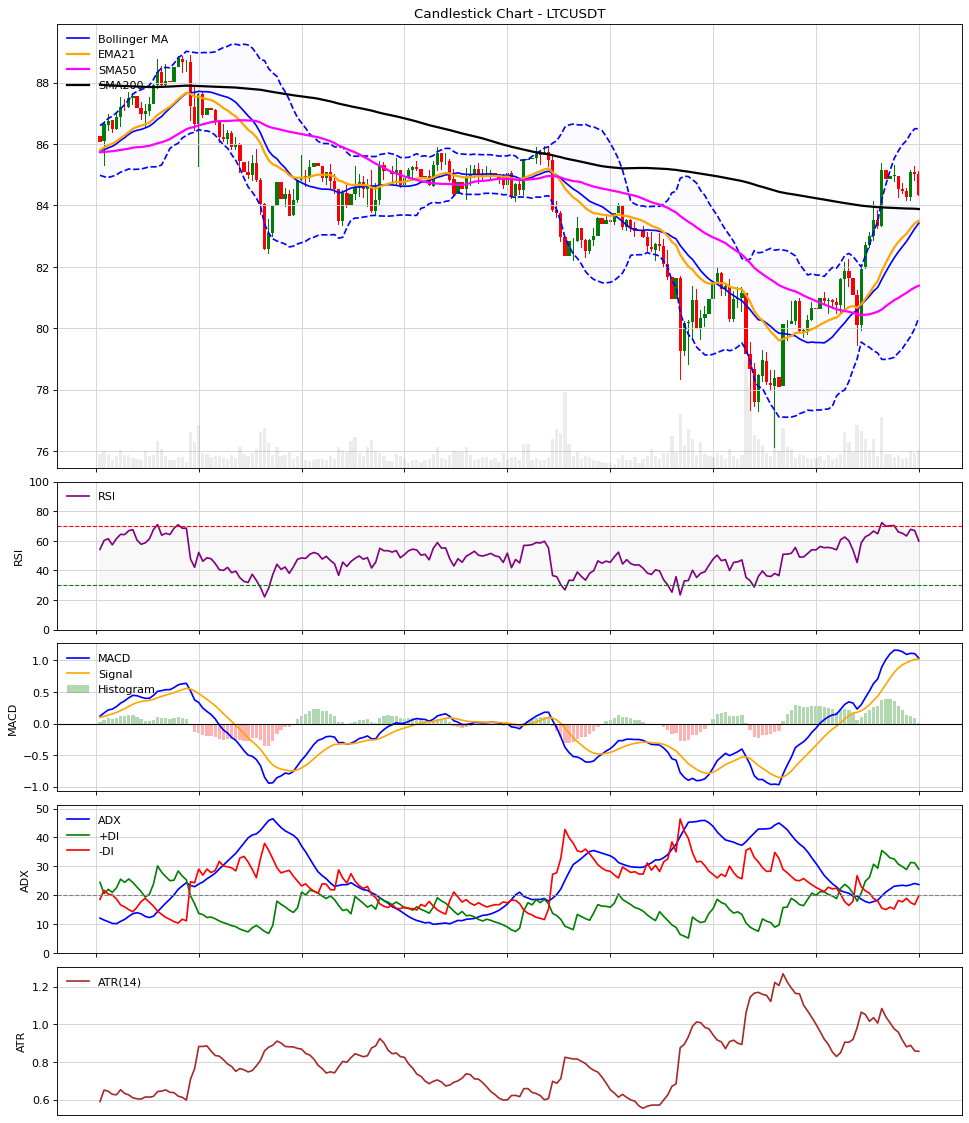 Candlestick Chart - LTCUSDT
Bollinger MA
EMA21
SMA50
SMA200
88
86
84
82
80
78
76
RSI
100
80
60
40
20
0
RSI
MACD
Signal
Histogram
1.0
0.5
0.0
−0.5
−1.0
MACD
ADX
+DI
-DI
50
40
30
20
10
0
ADX
ATR(14)
1.2
1.0
0.8
0.6
ATR